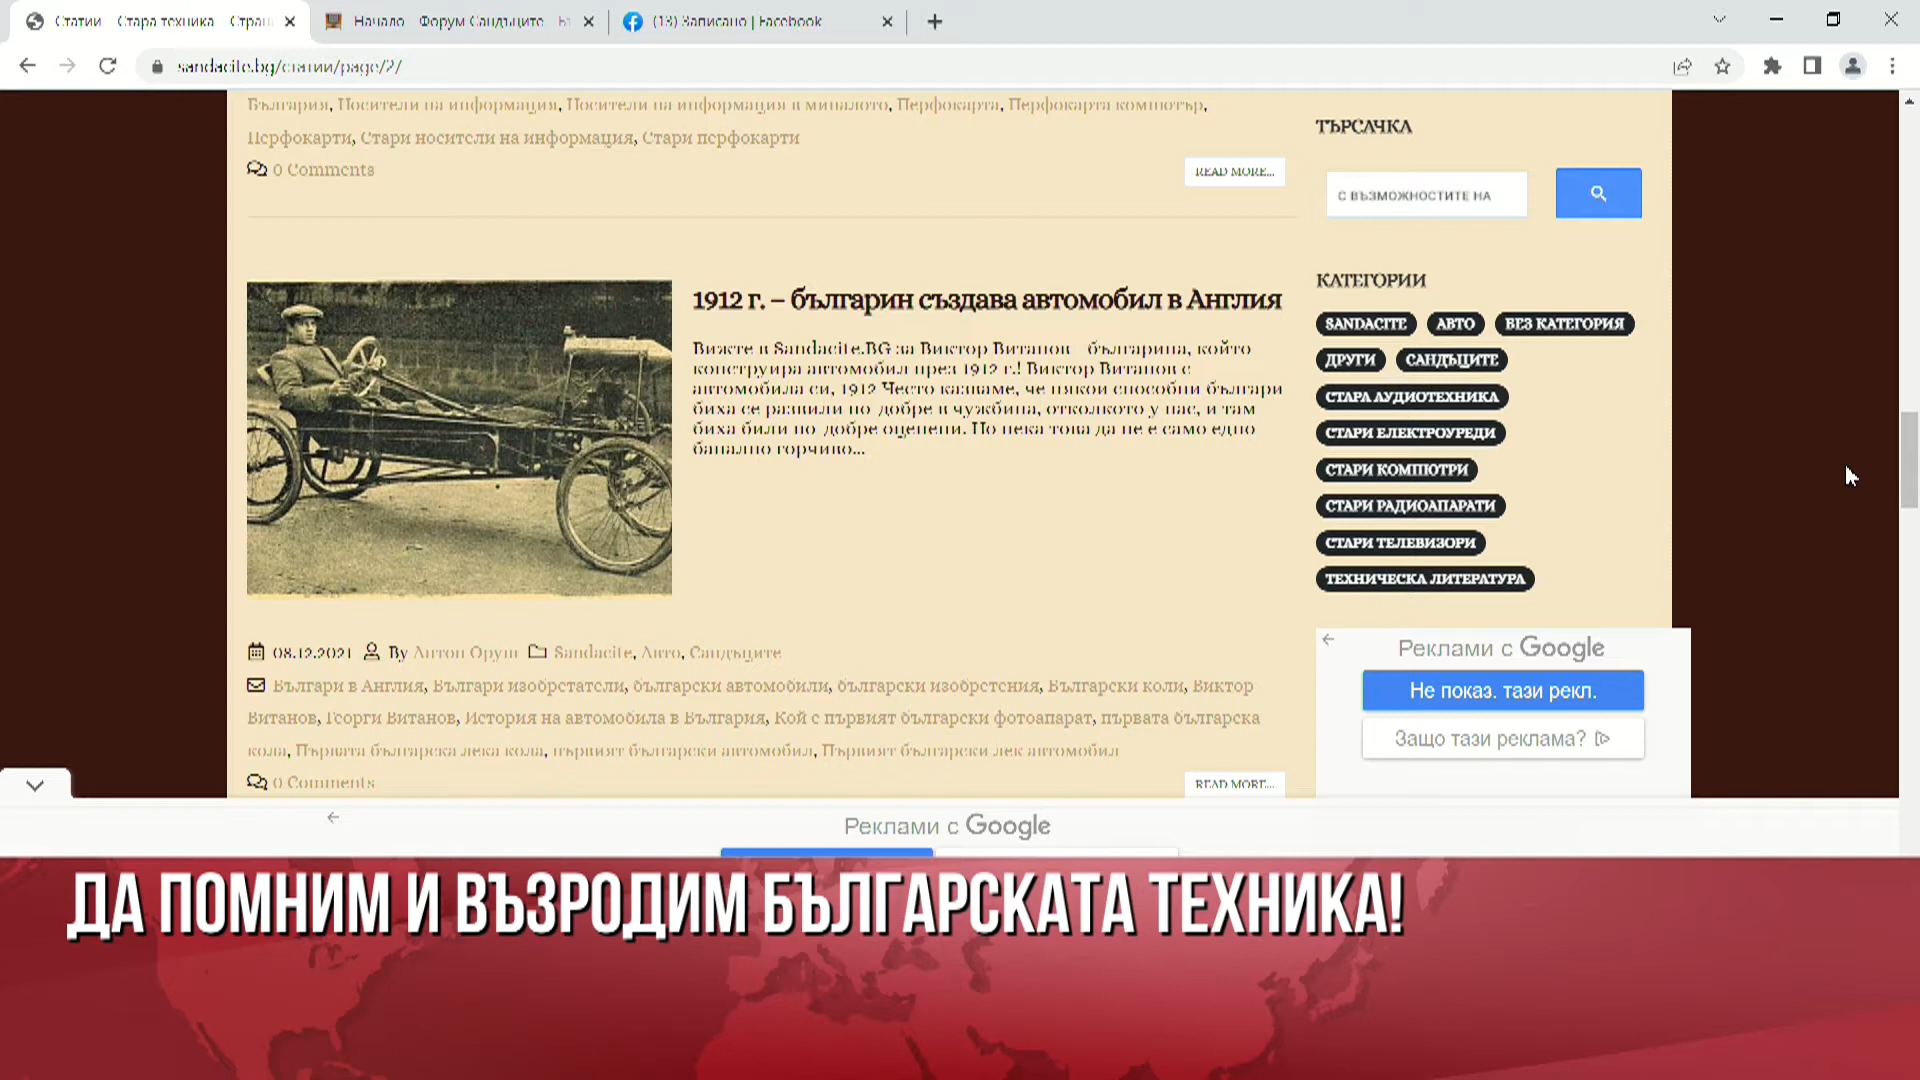 Статии - Стара техника - Стран
Начало - Форум Сандъците - Бъ
(13) Записано | Facebook
sandacite.bg/статии/page/2/
България, Носители на информация, Носители на информация в миналото, Перфокарта, Перфокарта компютър,
Перфокарти, Стари носители на информация, Стари перфокарти
0 Comments
READ MORE...
ТЪРСАЧКА
С ВЪЗМОЖНОСТИТЕ НА
КАТЕГОРИИ
SANDACITE
АВТО
БЕЗ КАТЕГОРИЯ
ДРУГИ
САНДЪЦИТЕ
СТАРА АУДИОТЕХНИКА
СТАРИ ЕЛЕКТРОУРЕДИ
СТАРИ КОМПЮТРИ
СТАРИ РАДИОАПАРАТИ
СТАРИ ТЕЛЕВИЗОРИ
ТЕХНИЧЕСКА ЛИТЕРАТУРА
1912 г. – българин създава автомобил в Англия
Вижте в Sandacite.BG за Виктор Витанов - българина, който
конструира автомобил през 1912 г.! Виктор Витанов с
автомобила си, 1912 Често казваме, че някои способни българи
биха се развили по-добре в чужбина, отколкото у нас, и там
биха били по-добре оценени. Но нека това да не е само едно
банално горчиво...
08.12.2021 By Антон Оруш Sandacite, Авто, Сандъците
Българи в Англия, Българи изобретатели, български автомобили, български изобретения, Български коли, Виктор
Витанов, Георги Витанов, История на автомобила в България, Кой е първият български фотоапарат, първата българска
кола, Първата българска лека кола, първият български автомобил, Първият български лек автомобил
0 Comments
READ MORE...
Реклами с Google
Не показ. тази рекл.
Защо тази реклама?
Реклами с Google
ДА ПОМНИМ И ВЪЗРОДИМ БЪЛГАРСКАТА ТЕХНИКА!